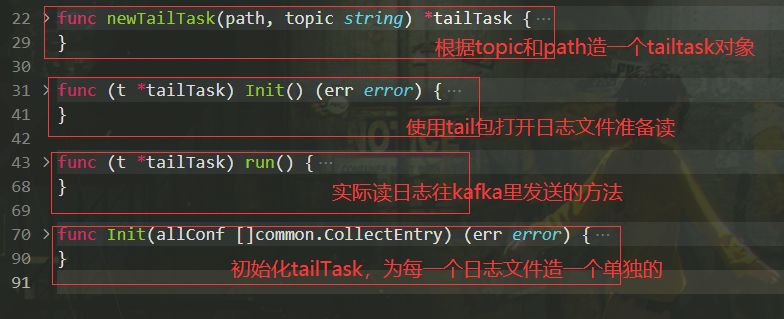 22 > func newTailTask(path, topic string) *tailTask { ···
29 }
根据topic和path造一个tailtask对象
30
31 > func (t *tailTask) Init() (err error) { ···
41 }
使用tail包打开日志文件准备读
42
43 > func (t *tailTask) run() { ···
68 }
实际读日志往kafka里发送的方法
69
70 > func Init(allConf []common.CollectEntry) (err error) { ···
90 }
初始化tailTask，为每一个日志文件造一个单独的
91